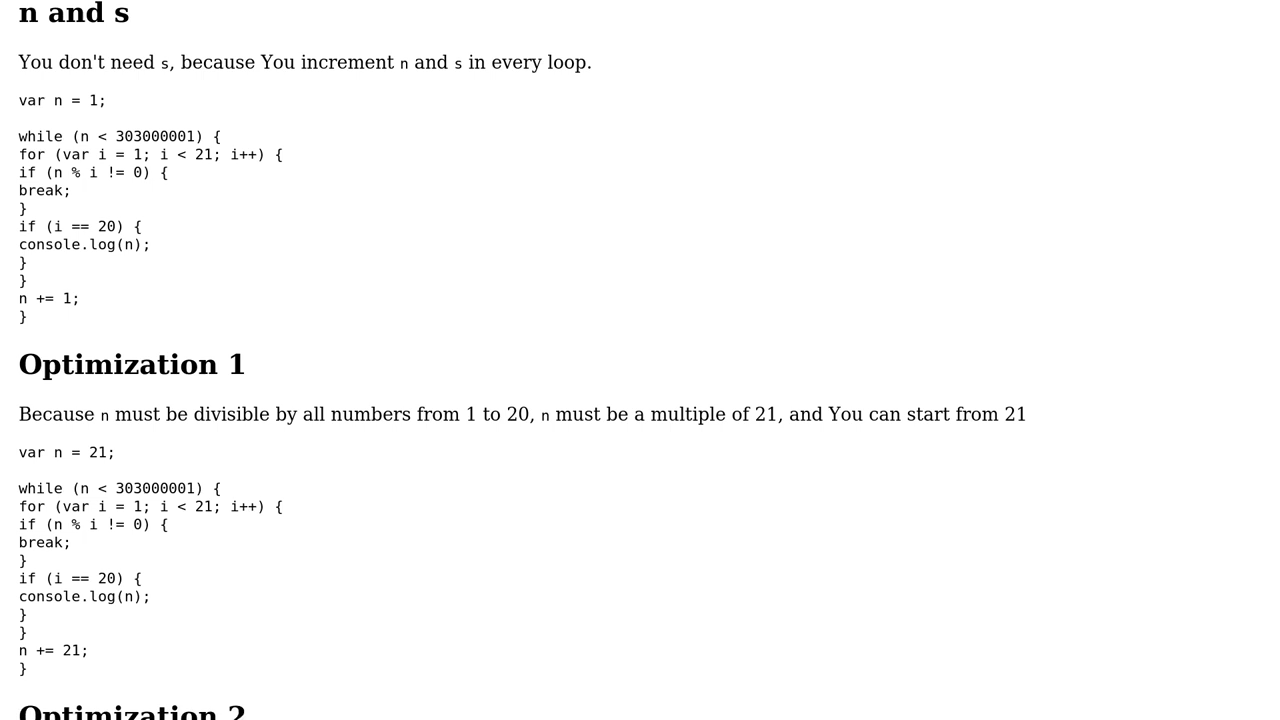 n and s
You don't need s, because You increment n and s in every loop.
var n = 1;
while (n < 303000001) {
for (var i = 1; i < 21; i++) {
if (n % i != 0) {
break;
}
if (i == 20) {
console.log(n);
}
}
n += 1;
}
Optimization 1
Because n must be divisible by all numbers from 1 to 20, n must be a multiple of 21, and You can start from 21
var n = 21;
while (n < 303000001) {
for (var i = 1; i < 21; i++) {
if (n % i != 0) {
break;
}
if (i == 20) {
console.log(n);
}
}
n += 21;
}
Optimization 2